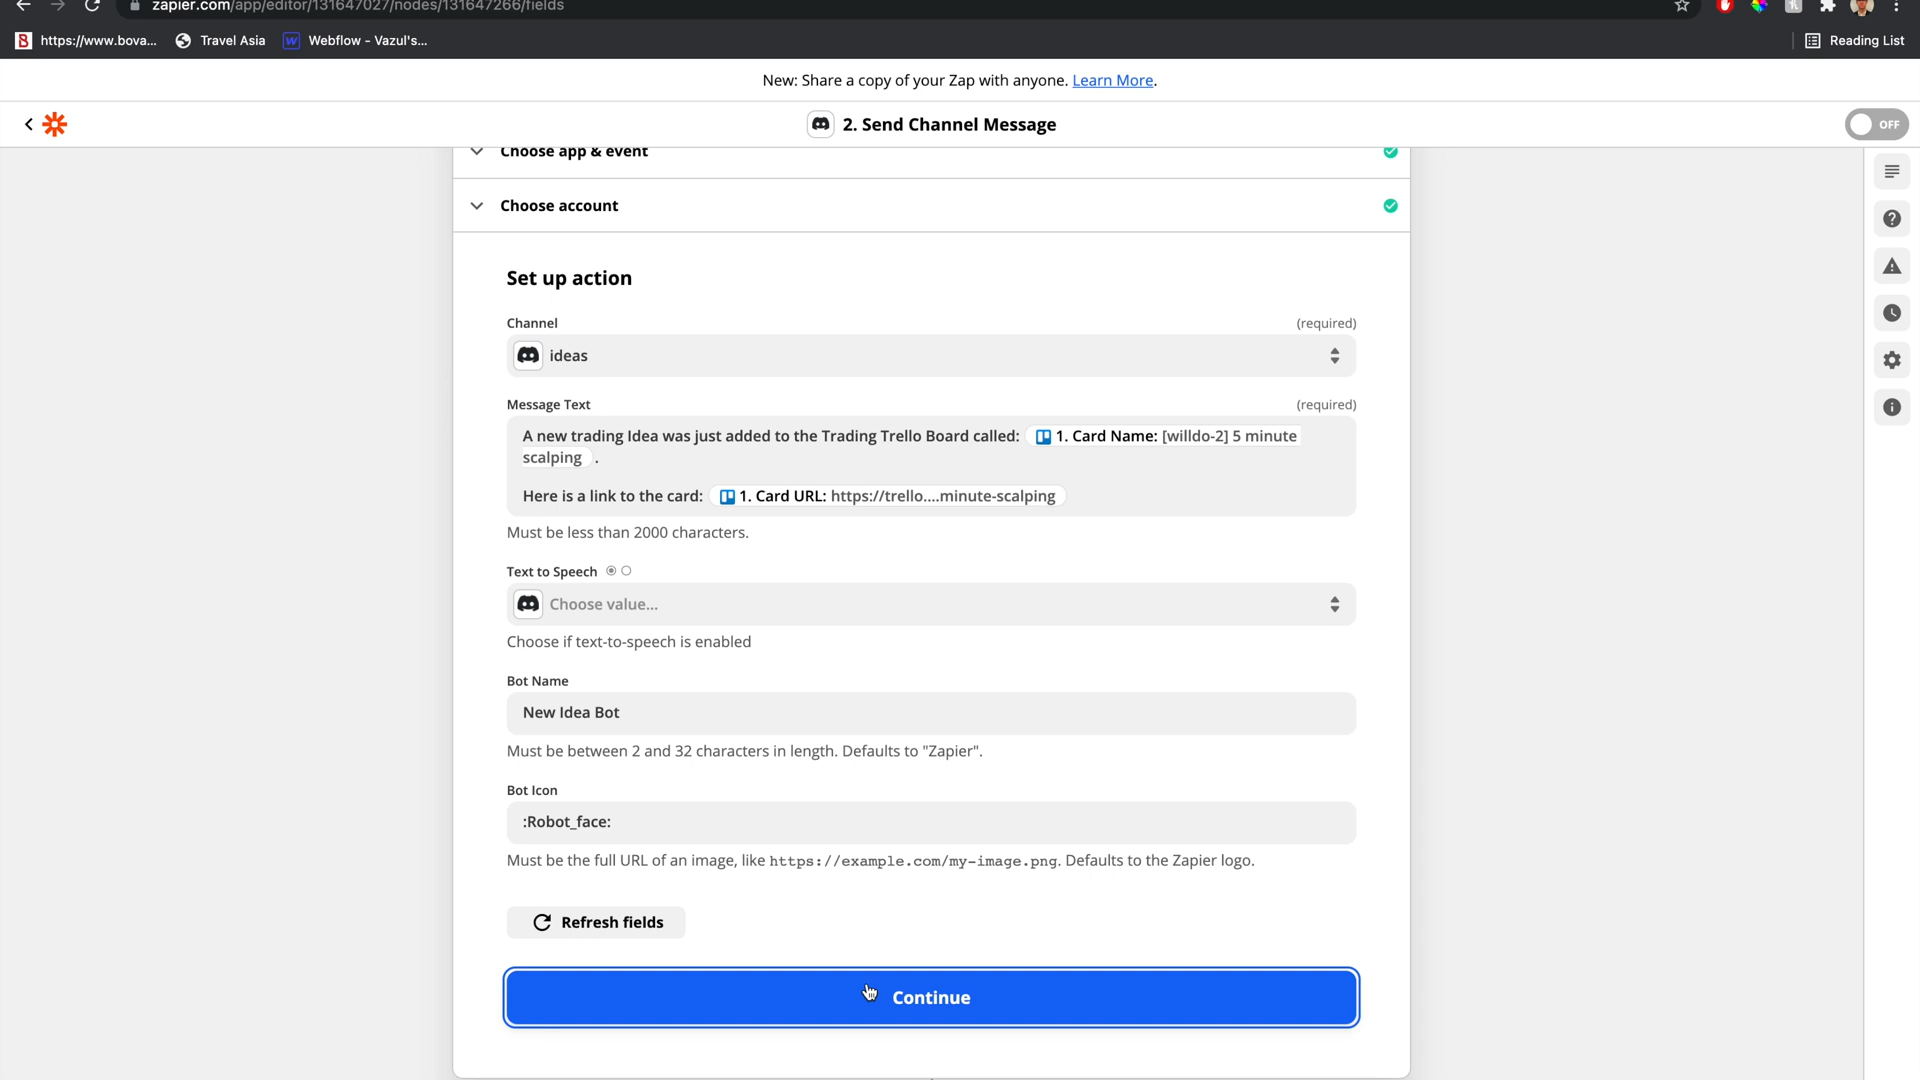 zapier.com/app/editor/131647027/nodes/131647266/fields
https://www.bova...
Travel Asia
Webflow - Vazul's...
Reading List
New: Share a copy of your Zap with anyone. Learn More.
2. Send Channel Message
OFF
Choose app & event
Choose account
Set up action
Channel (required)
ideas
Message Text (required)
A new trading Idea was just added to the Trading Trello Board called: 1. Card Name: [willdo-2] 5 minute
scalping .
Here is a link to the card: 1. Card URL: https://trello....minute-scalping
Must be less than 2000 characters.
Text to Speech
Choose value...
Choose if text-to-speech is enabled
Bot Name
New Idea Bot
Must be between 2 and 32 characters in length. Defaults to "Zapier".
Bot Icon
:Robot_face:
Must be the full URL of an image, like https://example.com/my-image.png. Defaults to the Zapier logo.
Refresh fields
Continue